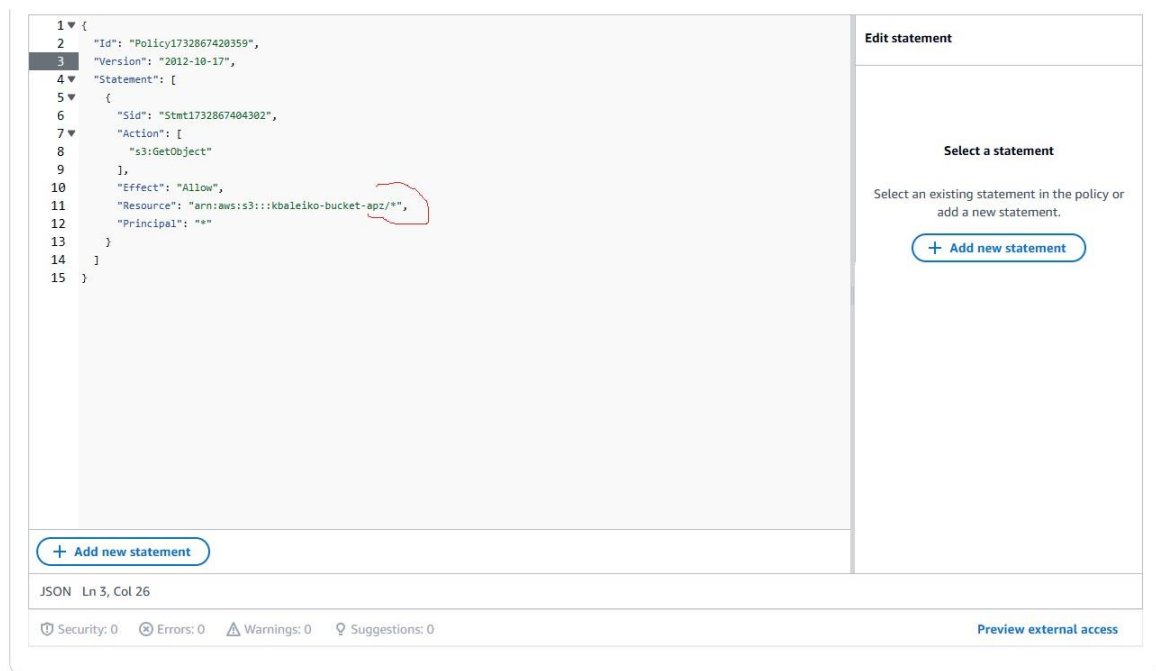 1 {
2 "Id": "Policy1732867420359",
3 "Version": "2012-10-17",
4 "Statement": [
5 {
6 "Sid": "Stmt1732867404302",
7 "Action": [
8 "s3:GetObject"
9 ],
10 "Effect": "Allow",
11 "Resource": "arn:aws:s3:::kbaleiko-bucket-apz/*",
12 "Principal": "*"
13 }
14 ]
15 }
+ Add new statement
JSON Ln 3, Col 26
Security: 0 Errors: 0 Warnings: 0 Suggestions: 0
Edit statement
Select a statement
Select an existing statement in the policy or
add a new statement.
+ Add new statement
Preview external access